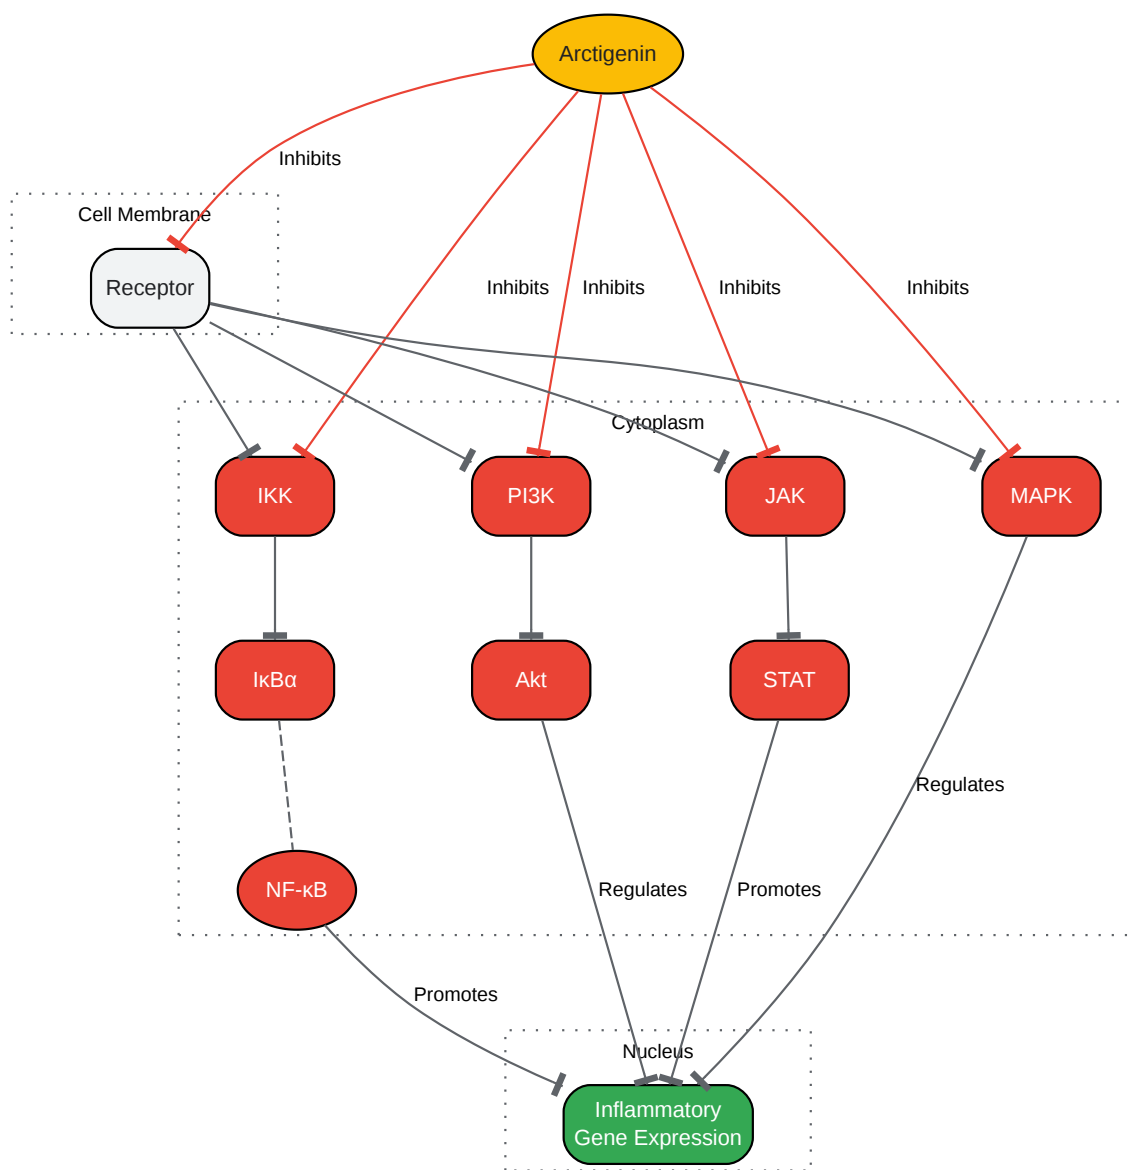 Arctigenin
Inhibits
Cell Membrane
Receptor
Inhibits
Inhibits
Inhibits
Inhibits
Cytoplasm
IKK
PI3K
JAK
MAPK
IκBα
Akt
STAT
Regulates
NF-κB
Regulates
Promotes
Promotes
Nucleus
Inflammatory
Gene Expression